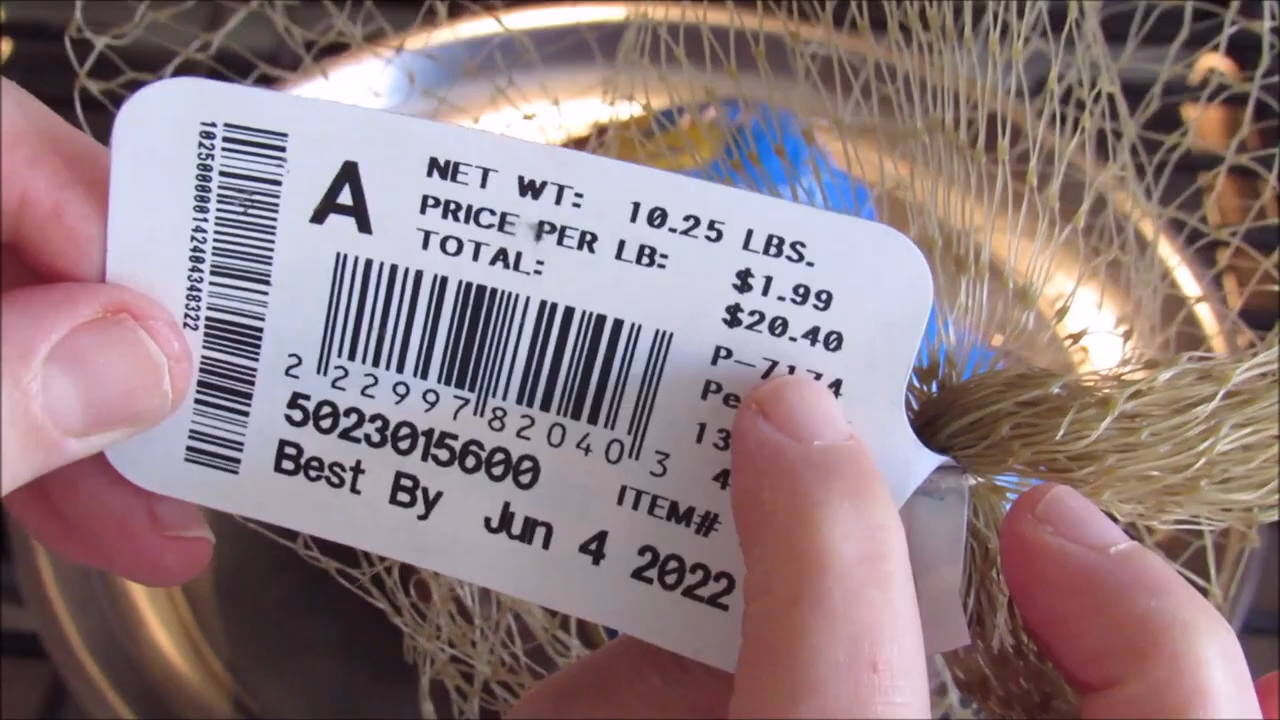 102500000142404348322
A
NET WT: 10.25 LBS.
PRICE PER LB: $1.99
TOTAL: $20.40
2 22997 82040 3
5023015600
ITEM#
Best By Jun 4 2022